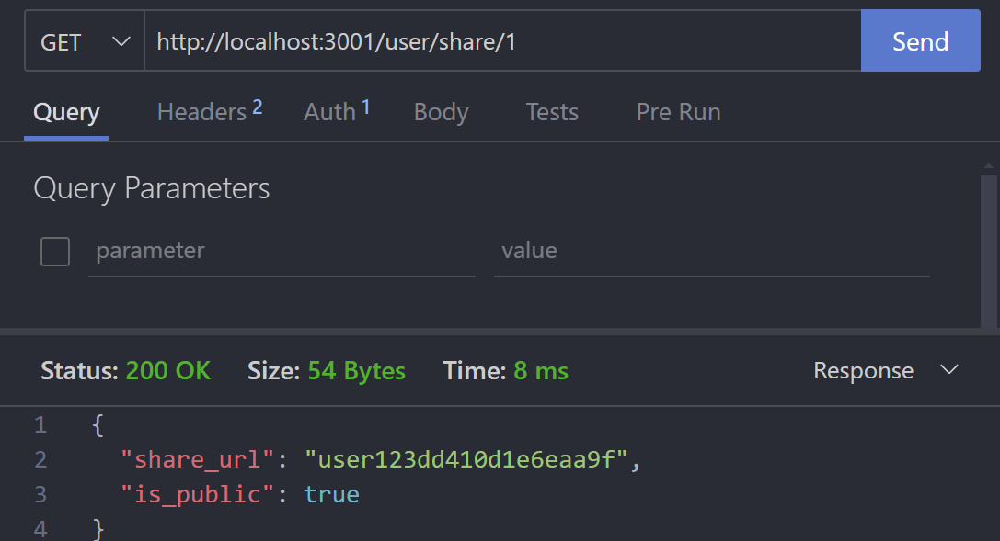 GET http://localhost:3001/user/share/1 Send
Query Headers 2 Auth 1 Body Tests Pre Run
Query Parameters
parameter value
Status: 200 OK Size: 54 Bytes Time: 8 ms Response
1 {
2 "share_url": "user123dd410d1e6eaa9f",
3 "is_public": true
4 }